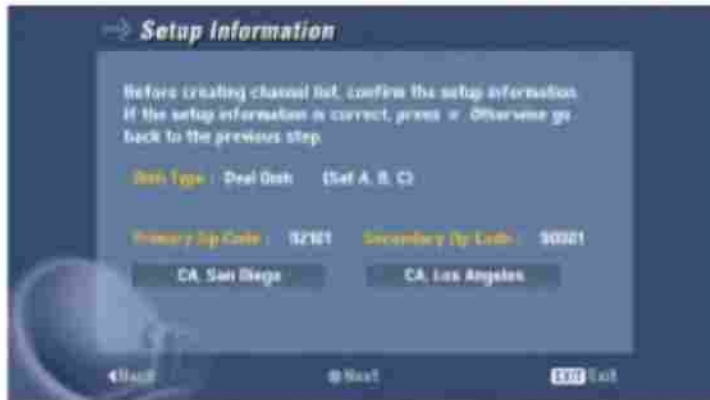 Setup Information
Before creating channel list, confirm the setup information.
If the setup information is correct, press . Otherwise go
back to the previous step.
Dish Type : Dual Dish (Sat A, B, C)
Primary Zip Code : 92101 Secondary Zip Code : 90001
CA, San Diego CA, Los Angeles
Back Next EXIT Exit